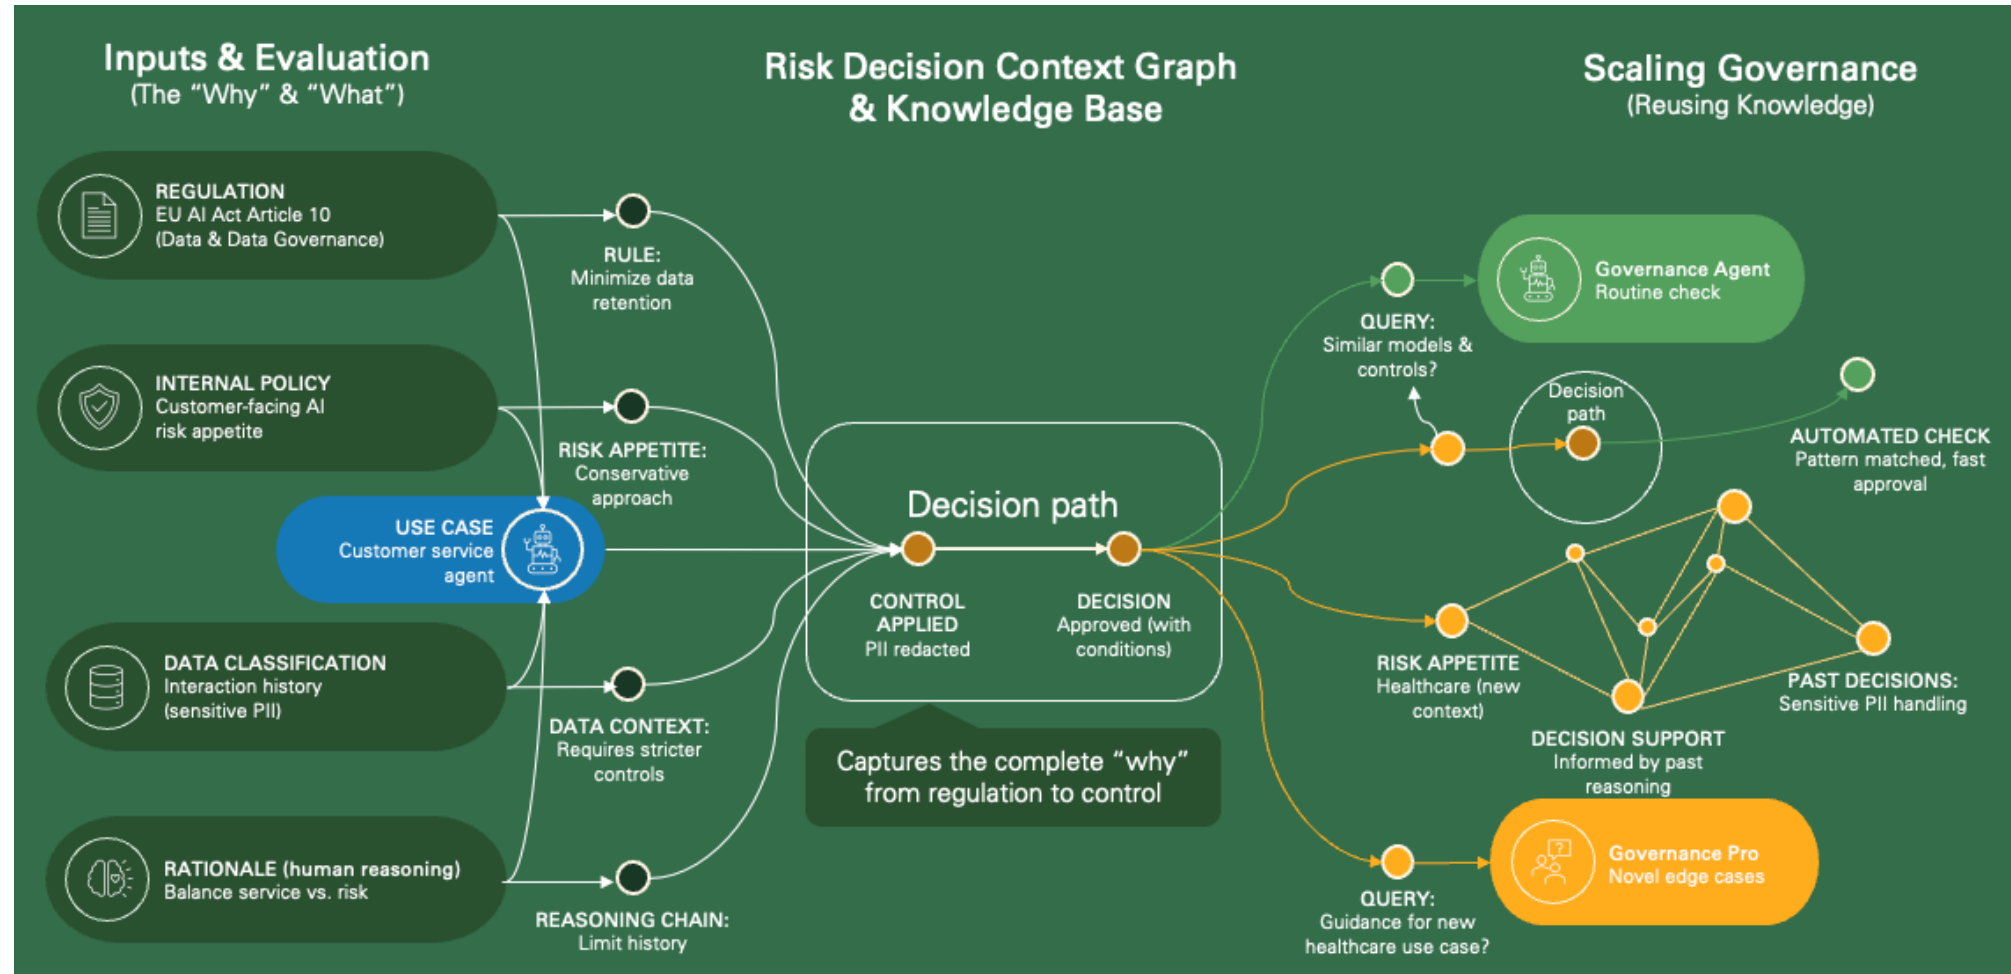 Inputs & Evaluation
(The “Why” & “What”)
REGULATION
EU AI Act Article 10
(Data & Data Governance)
INTERNAL POLICY
Customer-facing AI
risk appetite
USE CASE
Customer service
agent
DATA CLASSIFICATION
Interaction history
(sensitive PII)
RATIONALE (human reasoning)
Balance service vs. risk
RULE:
Minimize data
retention
RISK APPETITE:
Conservative
approach
DATA CONTEXT:
Requires stricter
controls
REASONING CHAIN:
Limit history
Risk Decision Context Graph
& Knowledge Base
Decision path
CONTROL
APPLIED
PII redacted
DECISION
Approved (with
conditions)
Captures the complete “why”
from regulation to control
Scaling Governance
(Reusing Knowledge)
Governance Agent
Routine check
QUERY:
Similar models &
controls?
Decision
path
AUTOMATED CHECK
Pattern matched, fast
approval
RISK APPETITE
Healthcare (new
context)
PAST DECISIONS:
Sensitive PII handling
DECISION SUPPORT
Informed by past
reasoning
Governance Pro
Novel edge cases
?
QUERY:
Guidance for new
healthcare use case?